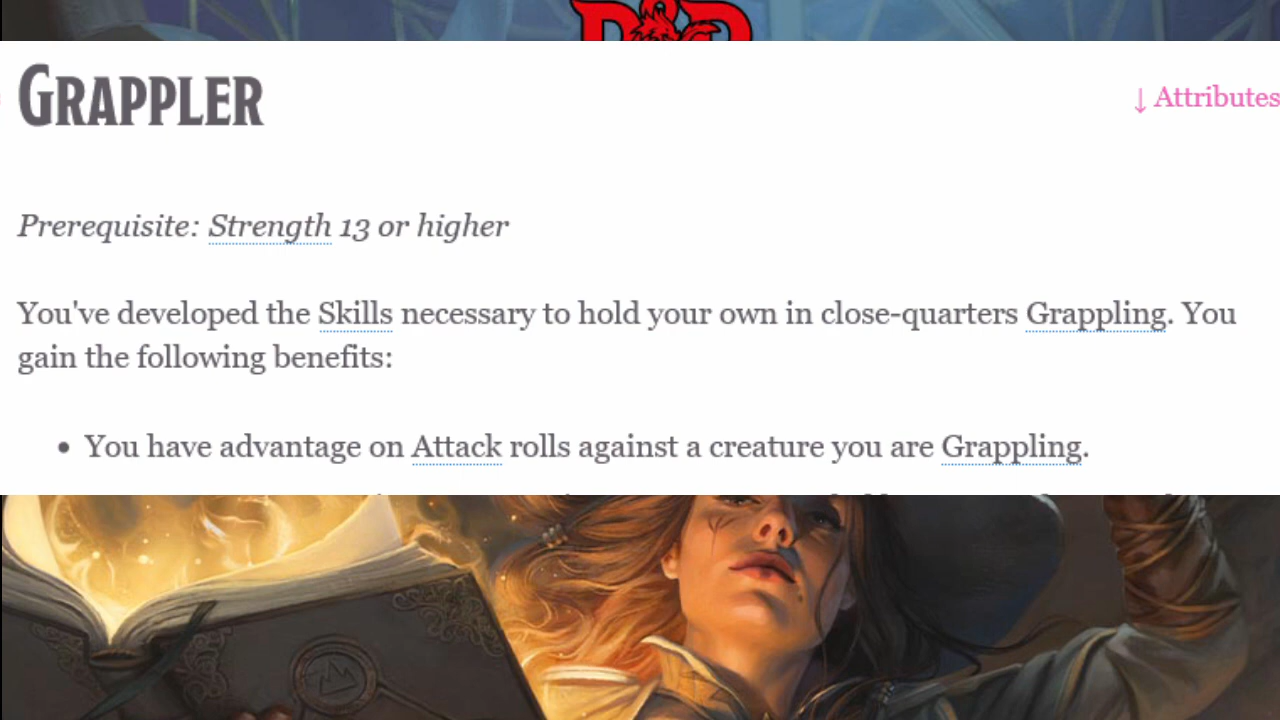 D&D
GRAPPLER
↓ Attributes
Prerequisite: Strength 13 or higher
You've developed the Skills necessary to hold your own in close-quarters Grappling. You
gain the following benefits:
• You have advantage on Attack rolls against a creature you are Grappling.